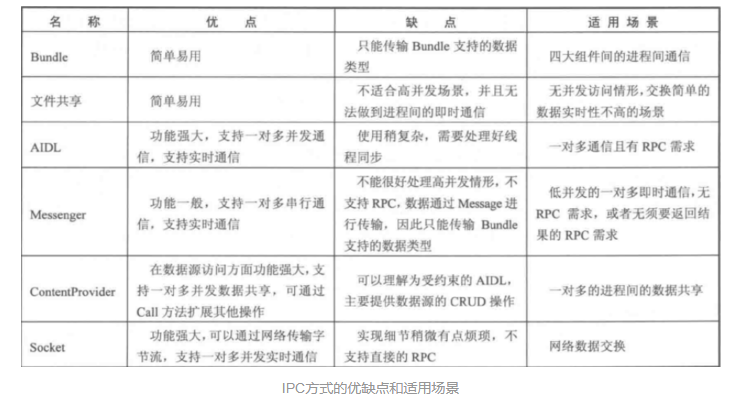 名 称 优 点 缺 点 适 用 场 景
Bundle 简单易用 只能传输 Bundle 支持的数据
类型 四大组件间的进程间通信
文件共享 简单易用 不适合高并发场景，并且无
法做到进程间的即时通信 无并发访问情形，交换简单的
数据实时性不高的场景
AIDL 功能强大，支持一对多并发通
信，支持实时通信 使用稍复杂，需要处理好线
程同步 一对多通信且有 RPC 需求
Messenger 功能一般，支持一对多串行通
信，支持实时通信 不能很好处理高并发情形，不
支持 RPC，数据通过 Message 进
行传输，因此只能传输 Bundle
支持的数据类型 低并发的一对多即时通信，无
RPC 需求，或者无须要返回结
果的 RPC 需求
ContentProvider 在数据源访问方面功能强大，支
持一对多并发数据共享，可通过
Call 方法扩展其他操作 可以理解为受约束的 AIDL，
主要提供数据源的 CRUD 操作 一对多的进程间的数据共享
Socket 功能强大，可以通过网络传输字
节流，支持一对多并发实时通信 实现细节稍微有点烦琐，不
支持直接的 RPC 网络数据交换
IPC方式的优缺点和适用场景